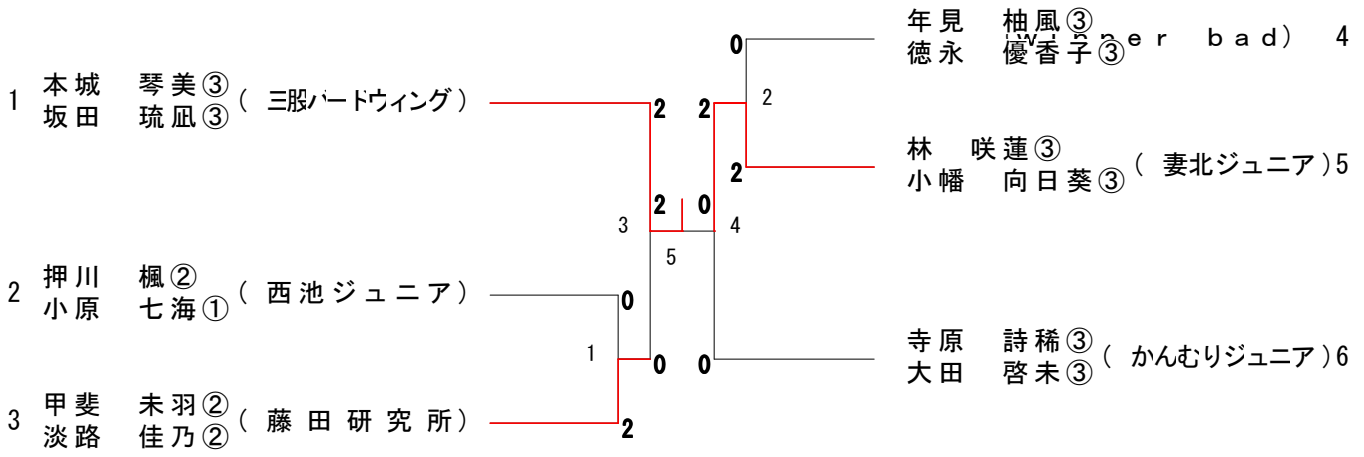 1 本城 琴美③
坂田 琉凪③
(三股バードウィング)
2 押川 楓②
小原 七海①
(西池ジュニア)
3 甲斐 未羽②
淡路 佳乃②
(藤田研究所)
2
3
2
0
1
0
2
5
0
2
2
0
4
0
2
0
年見 柚風③
徳永 優香子③
(winner bad) 4
林 咲蓮③
小幡 向日葵③
(妻北ジュニア) 5
寺原 詩稀③
大田 啓未③
(かんむりジュニア) 6